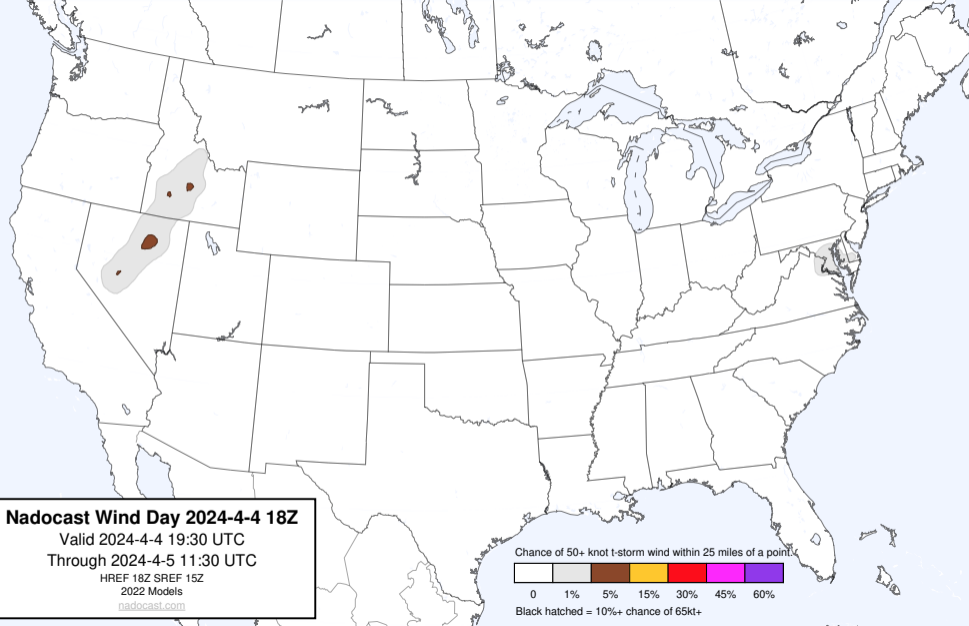 Nadocast Wind Day 2024-4-4 18Z
Valid 2024-4-4 19:30 UTC
Through 2024-4-5 11:30 UTC
HREF 18Z SREF 15Z
2022 Models
nadocast.com
Chance of 50+ knot t-storm wind within 25 miles of a point.
0 1% 5% 15% 30% 45% 60%
Black hatched = 10%+ chance of 65kt+